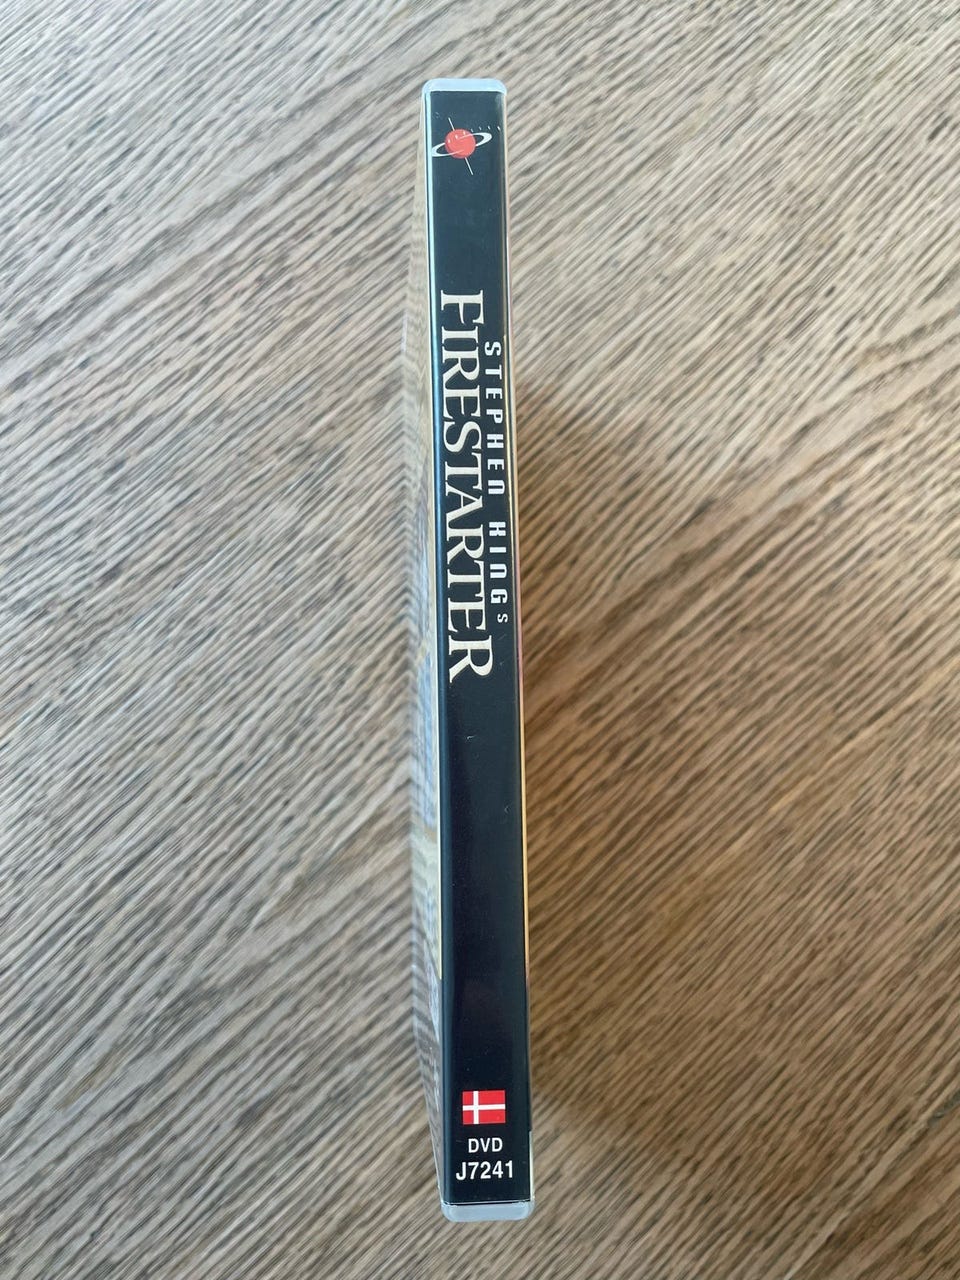 STEPHEN KINGs
FIRESTARTER
DVD
J7241